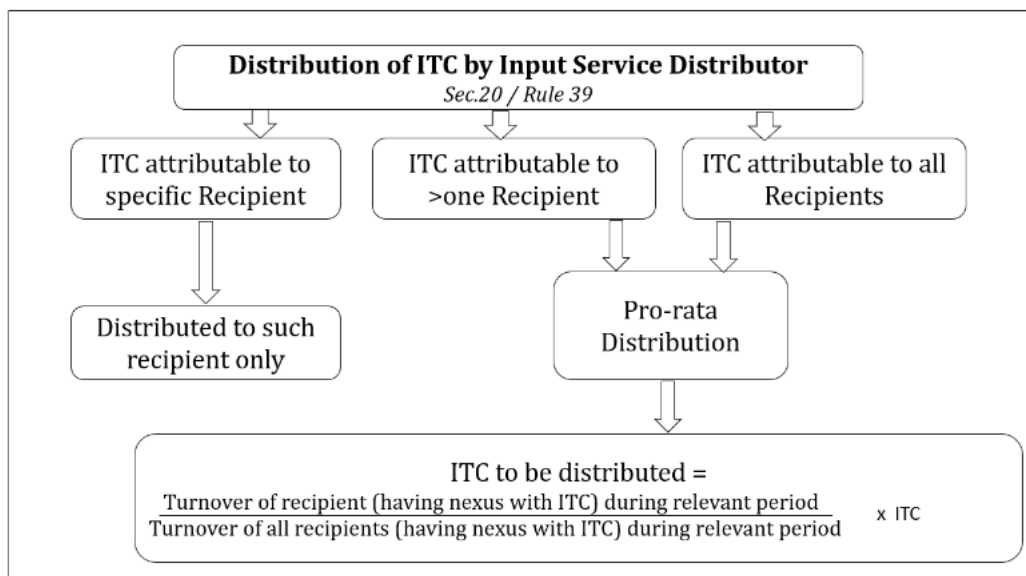 Distribution of ITC by Input Service Distributor
Sec.20 / Rule 39
ITC attributable to
specific Recipient
ITC attributable to
>one Recipient
ITC attributable to all
Recipients
Distributed to such
recipient only
Pro-rata
Distribution
ITC to be distributed =
Turnover of recipient (having nexus with ITC) during relevant period
Turnover of all recipients (having nexus with ITC) during relevant period
x ITC